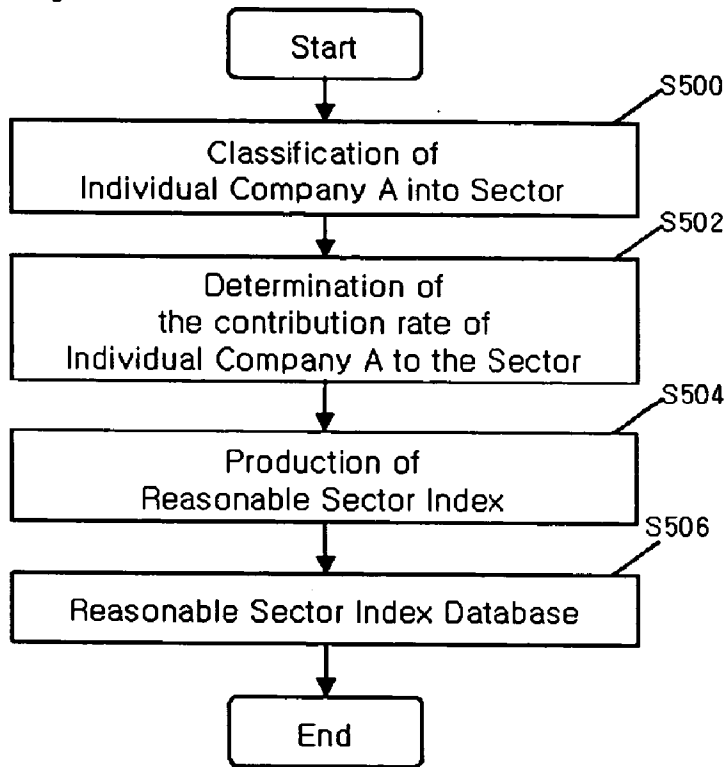 Start
S500
Classification of
Individual Company A into Sector
S502
Determination of
the contribution rate of
Individual Company A to the Sector
S504
Production of
Reasonable Sector Index
S506
Reasonable Sector Index Database
End